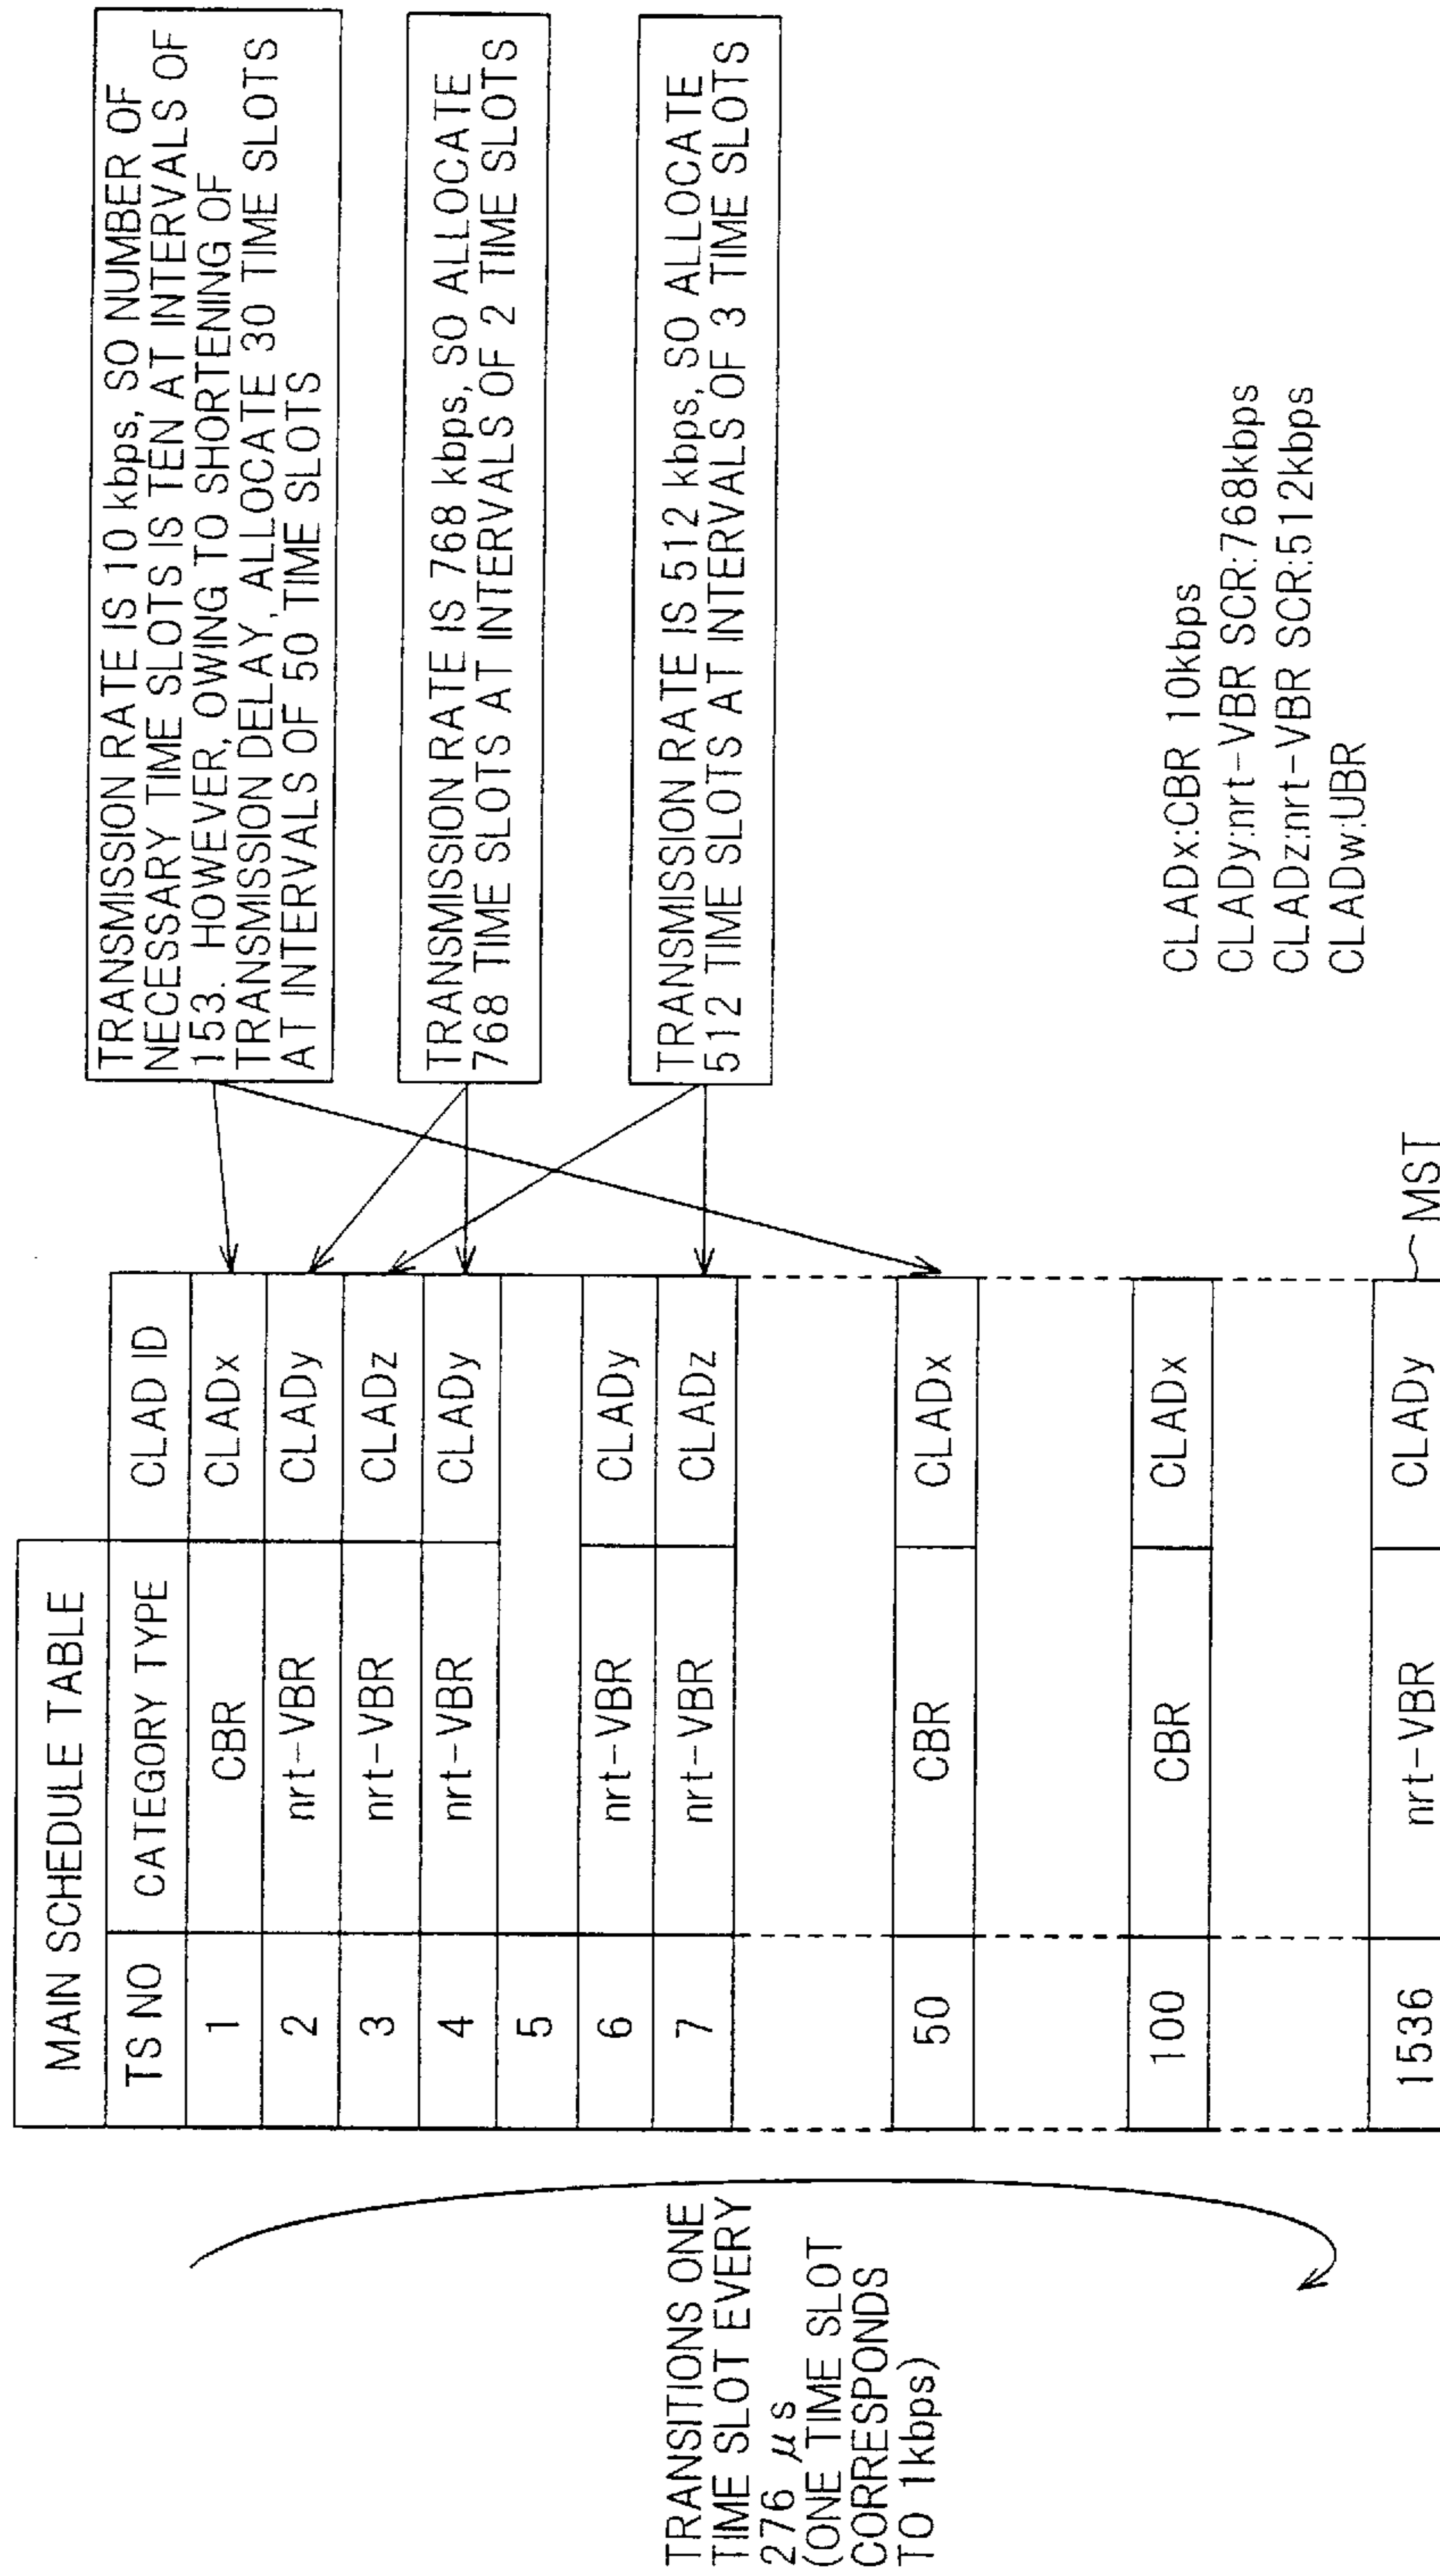 MAIN SCHEDULE TABLE
TS NO CATEGORY TYPE CLAD ID
1 CBR CLADx
2 nrt-VBR CLADy
3 nrt-VBR CLADz
4 nrt-VBR CLADy
5
6 nrt-VBR CLADy
7 nrt-VBR CLADz
50 CBR CLADx
100 CBR CLADx
1536 nrt-VBR CLADy
MST
TRANSITIONS ONE
TIME SLOT EVERY
276 μs
(ONE TIME SLOT
CORRESPONDS
TO 1kbps)
TRANSMISSION RATE IS 10 kbps, SO NUMBER OF
NECESSARY TIME SLOTS IS TEN AT INTERVALS OF
153. HOWEVER, OWING TO SHORTENING OF
TRANSMISSION DELAY, ALLOCATE 30 TIME SLOTS
AT INTERVALS OF 50 TIME SLOTS
TRANSMISSION RATE IS 768 kbps, SO ALLOCATE
768 TIME SLOTS AT INTERVALS OF 2 TIME SLOTS
TRANSMISSION RATE IS 512 kbps, SO ALLOCATE
512 TIME SLOTS AT INTERVALS OF 3 TIME SLOTS
CLADx:CBR 10kbps
CLADy:nrt-VBR SCR:768kbps
CLADz:nrt-VBR SCR:512kbps
CLADw:UBR